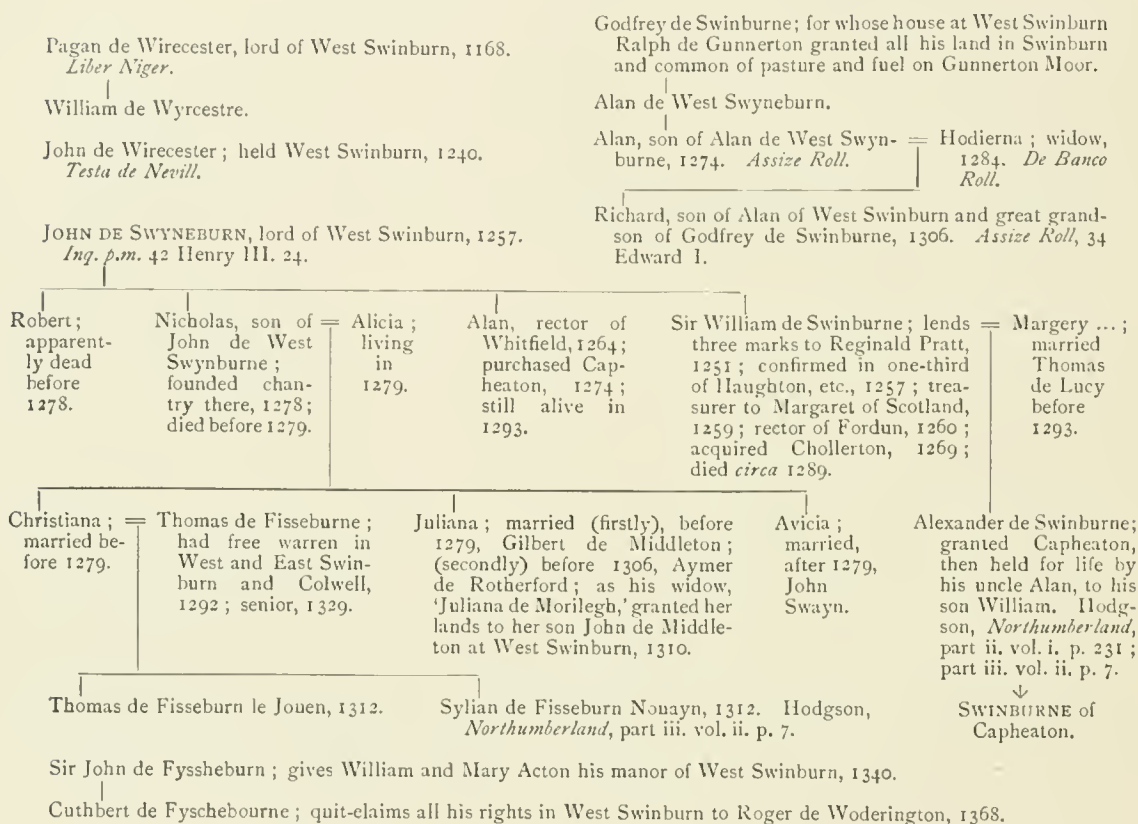 Pagan de Wirecester, lord of West Swinburn, 1168.
Liber Niger.
William de Wyrcestre.
John de Wirecester ; held West Swinburn, 1240.
Testa de Nevill.
JOHN DE SWYNEBURN, lord of West Swinburn, 1257.
Inq. p.m. 42 Henry III. 24.
Godfrey de Swinburne; for whose house at West Swinburn
Ralph de Gunnerton granted all his land in Swinburn
and common of pasture and fuel on Gunnerton Moor.
Alan de West Swyneburn.
Alan, son of Alan de West Swyn-
burne, 1274. Assize Roll.
= Hodierna ; widow,
1284. De Banco
Roll.
Richard, son of Alan of West Swinburn and great grand-
son of Godfrey de Swinburne, 1306. Assize Roll, 34
Edward I.
Robert ;
apparent-
ly dead
before
1278.
Nicholas, son of
John de West
Swynburne ;
founded chan-
try there, 1278 ;
died before 1279.
= Alicia ;
living
in
1279.
Alan, rector of
Whitfield, 1264 ;
purchased Cap-
heaton, 1274 ;
still alive in
1293.
Sir William de Swinburne ; lends
three marks to Reginald Pratt,
1251 ; confirmed in one-third
of Haughton, etc., 1257 ; trea-
surer to Margaret of Scotland,
1259 ; rector of Fordun, 1260 ;
acquired Chollerton, 1269 ;
died circa 1289.
= Margery ... ;
married
Thomas
de Lucy
before
1293.
Christiana ;
married be-
fore 1279.
= Thomas de Fisseburne ;
had free warren in
West and East Swin-
burn and Colwell,
1292 ; senior, 1329.
Juliana ; married (firstly), before
1279, Gilbert de Middleton ;
(secondly) before 1306, Aymer
de Rotherford ; as his widow,
'Juliana de Morilegh,' granted her
lands to her son John de Middle-
ton at West Swinburn, 1310.
Avicia ;
married,
after 1279,
John
Swayn.
Alexander de Swinburne;
granted Capheaton,
then held for life by
his uncle Alan, to his
son William. Hodg-
son, Northumberland,
part ii. vol. i. p. 231 ;
part iii. vol. ii. p. 7.
↓
SWINBURNE of
Capheaton.
Thomas de Fisseburn le Jouen, 1312.
Sylian de Fisseburn Nouayn, 1312. Hodgson,
Northumberland, part iii. vol. ii. p. 7.
Sir John de Fyssheburn ; gives William and Mary Acton his manor of West Swinburn, 1340.
Cuthbert de Fyschebourne ; quit-claims all his rights in West Swinburn to Roger de Woderington, 1368.